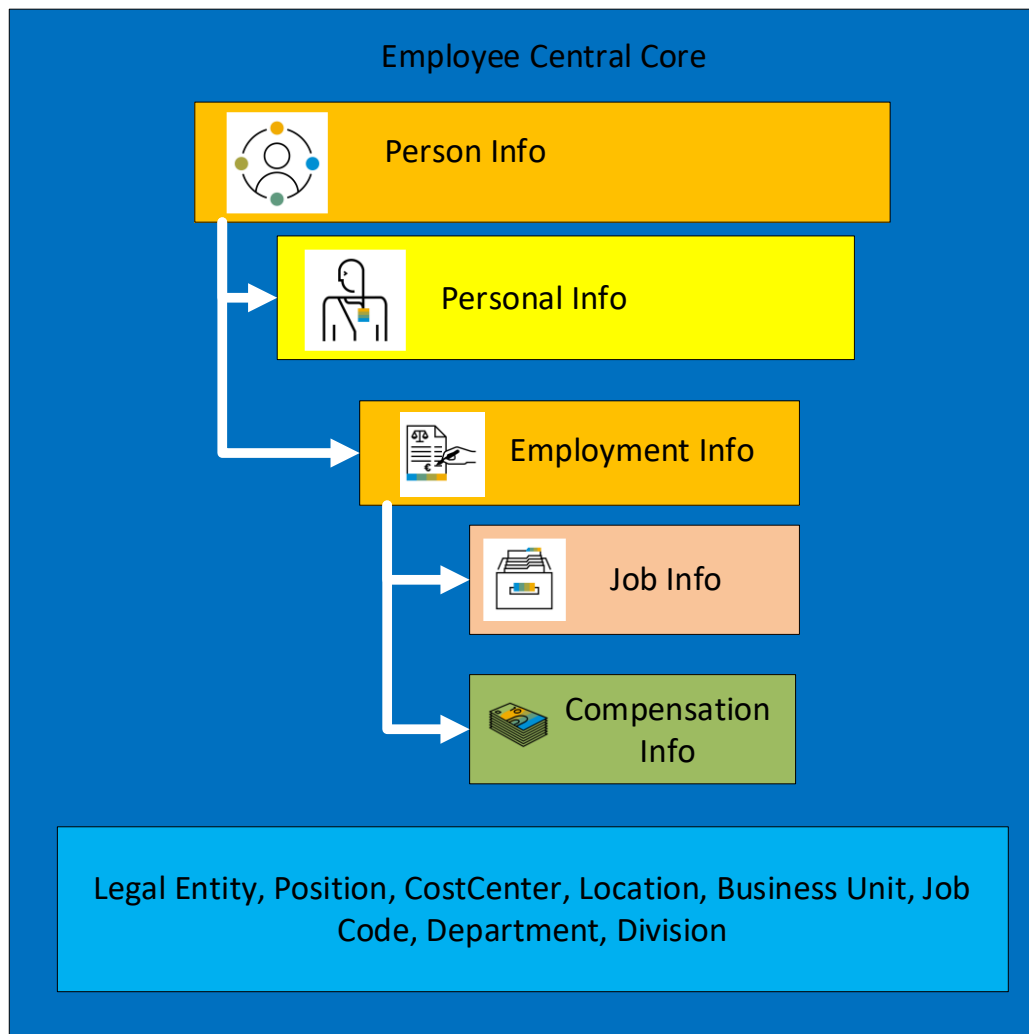 Employee Central Core
Person Info
Personal Info
Employment Info
Job Info
Compensation
Info
Legal Entity, Position, CostCenter, Location, Business Unit, Job
Code, Department, Division